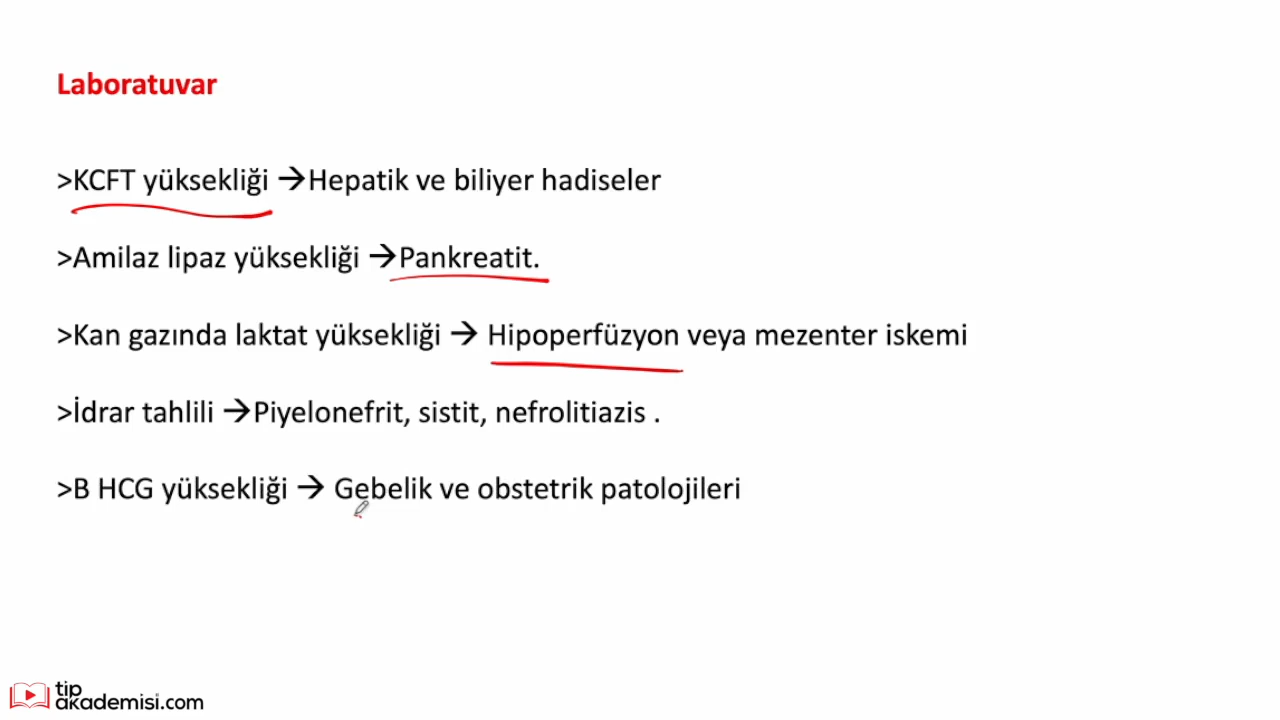 Laboratuvar
>KCFT yüksekliği →Hepatik ve biliyer hadiseler
>Amilaz lipaz yüksekliği →Pankreatit.
>Kan gazında laktat yüksekliği → Hipoperfüzyon veya mezenter iskemi
>İdrar tahlili →Piyelonefrit, sistit, nefrolitiazis .
>B HCG yüksekliği → Gebelik ve obstetrik patolojileri
tip
akademisi.com